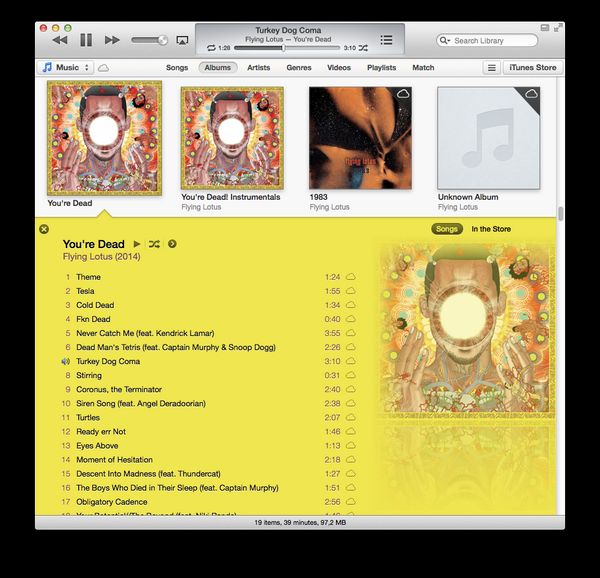 Turkey Dog Coma
Flying Lotus — You're Dead
1:28 3:10
Search Library
Music Songs Albums Artists Genres Videos Playlists Match iTunes Store
You're Dead
You're Dead! Instrumentals
Flying Lotus
flying lotus
1983
Flying Lotus
Unknown Album
Flying Lotus
Songs In the Store
You're Dead
Flying Lotus (2014)
1 Theme 1:24
2 Tesla 1:55
3 Cold Dead 1:34
4 Fkn Dead 0:40
5 Never Catch Me (feat. Kendrick Lamar) 3:55
6 Dead Man's Tetris (feat. Captain Murphy & Snoop Dogg) 2:26
Turkey Dog Coma 3:10
8 Stirring 0:31
9 Coronus, the Terminator 2:40
10 Siren Song (feat. Angel Deradoorian) 2:38
11 Turtles 2:07
12 Ready err Not 1:46
13 Eyes Above 1:13
14 Moment of Hesitation 2:18
15 Descent Into Madness (feat. Thundercat) 1:27
16 The Boys Who Died in Their Sleep (feat. Captain Murphy) 1:51
17 Obligatory Cadence 2:56
19 items, 39 minutes, 97,2 MB